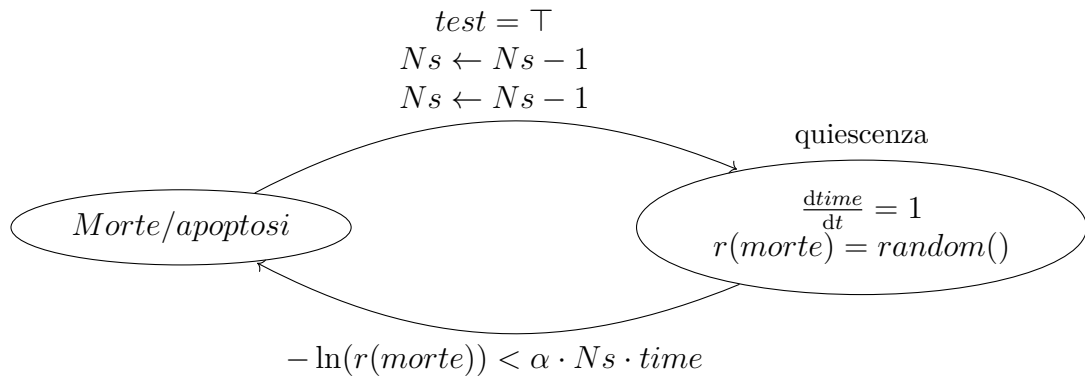 test = ⊤
Ns ← Ns − 1
Ns ← Ns − 1
quiescenza
Morte/apoptosi
dtime/dt = 1
r(morte) = random()
− ln(r(morte)) < α · Ns · time